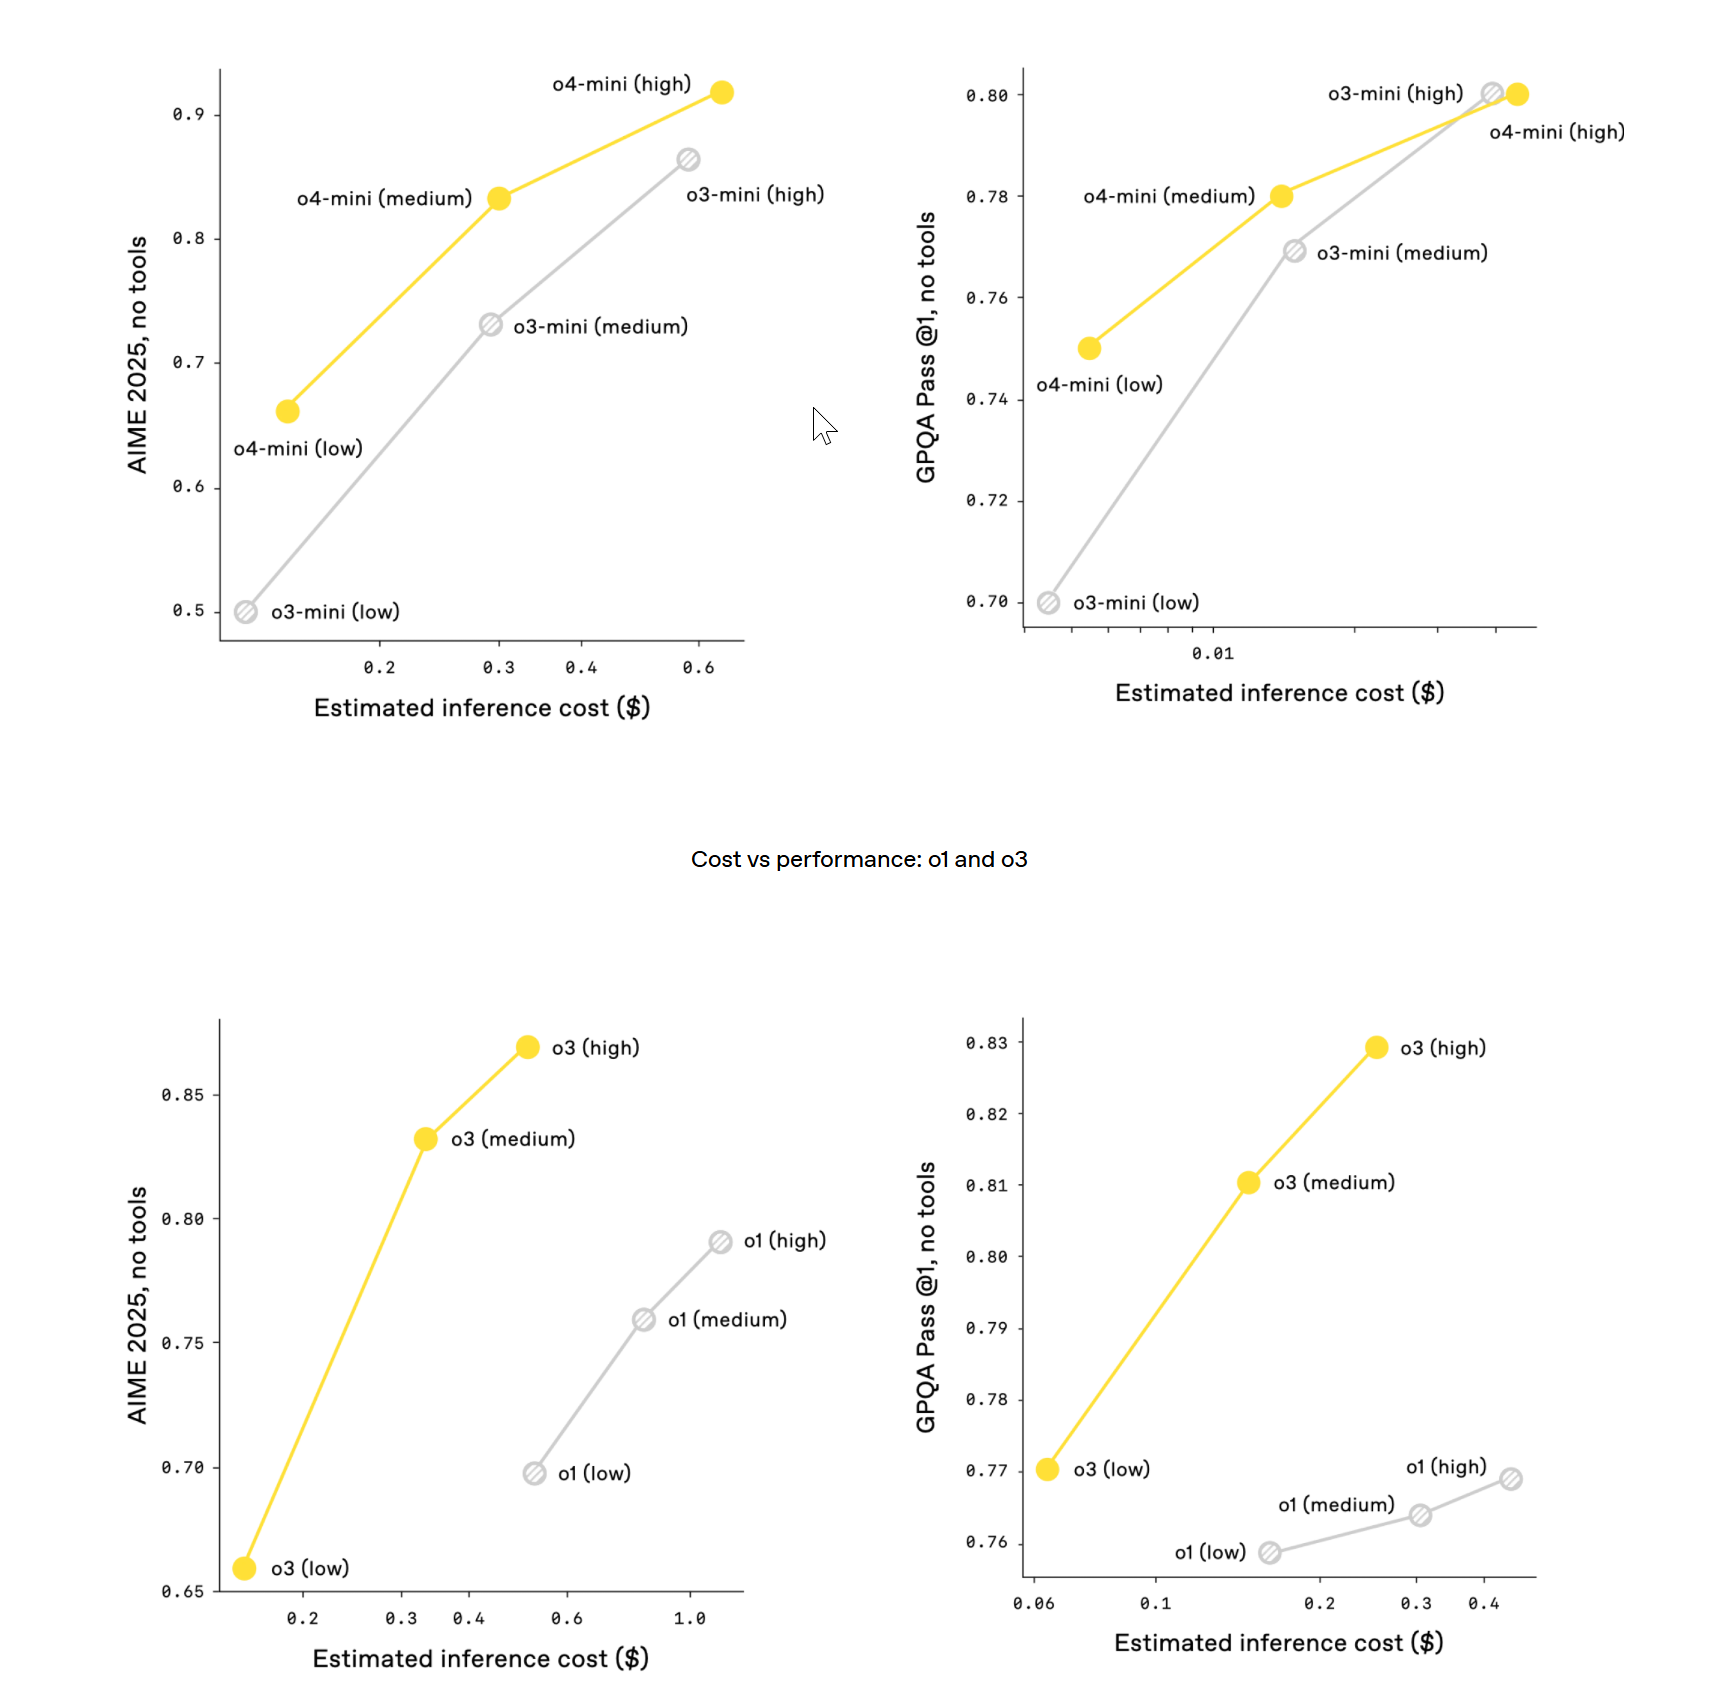 o4-mini (high)
0.9
o3-mini (high)
o4-mini (medium)
0.8
AIME 2025, no tools
o3-mini (medium)
0.7
o4-mini (low)
0.6
0.5
o3-mini (low)
0.2
0.3
0.4
0.6
Estimated inference cost ($)
o3-mini (high)
0.80
o4-mini (high)
o4-mini (medium)
0.78
o3-mini (medium)
GPQA Pass @1, no tools
0.76
o4-mini (low)
0.74
0.72
0.70
o3-mini (low)
0.01
Estimated inference cost ($)
Cost vs performance: o1 and o3
o3 (high)
0.85
o3 (medium)
0.80
o1 (high)
AIME 2025, no tools
o1 (medium)
0.75
0.70
o1 (low)
o3 (low)
0.65
0.2
0.3
0.4
0.6
1.0
Estimated inference cost ($)
0.83
o3 (high)
0.82
0.81
o3 (medium)
0.80
GPQA Pass @1, no tools
0.79
0.78
0.77
o3 (low)
o1 (high)
o1 (medium)
0.76
o1 (low)
0.06
0.1
0.2
0.3
0.4
Estimated inference cost ($)